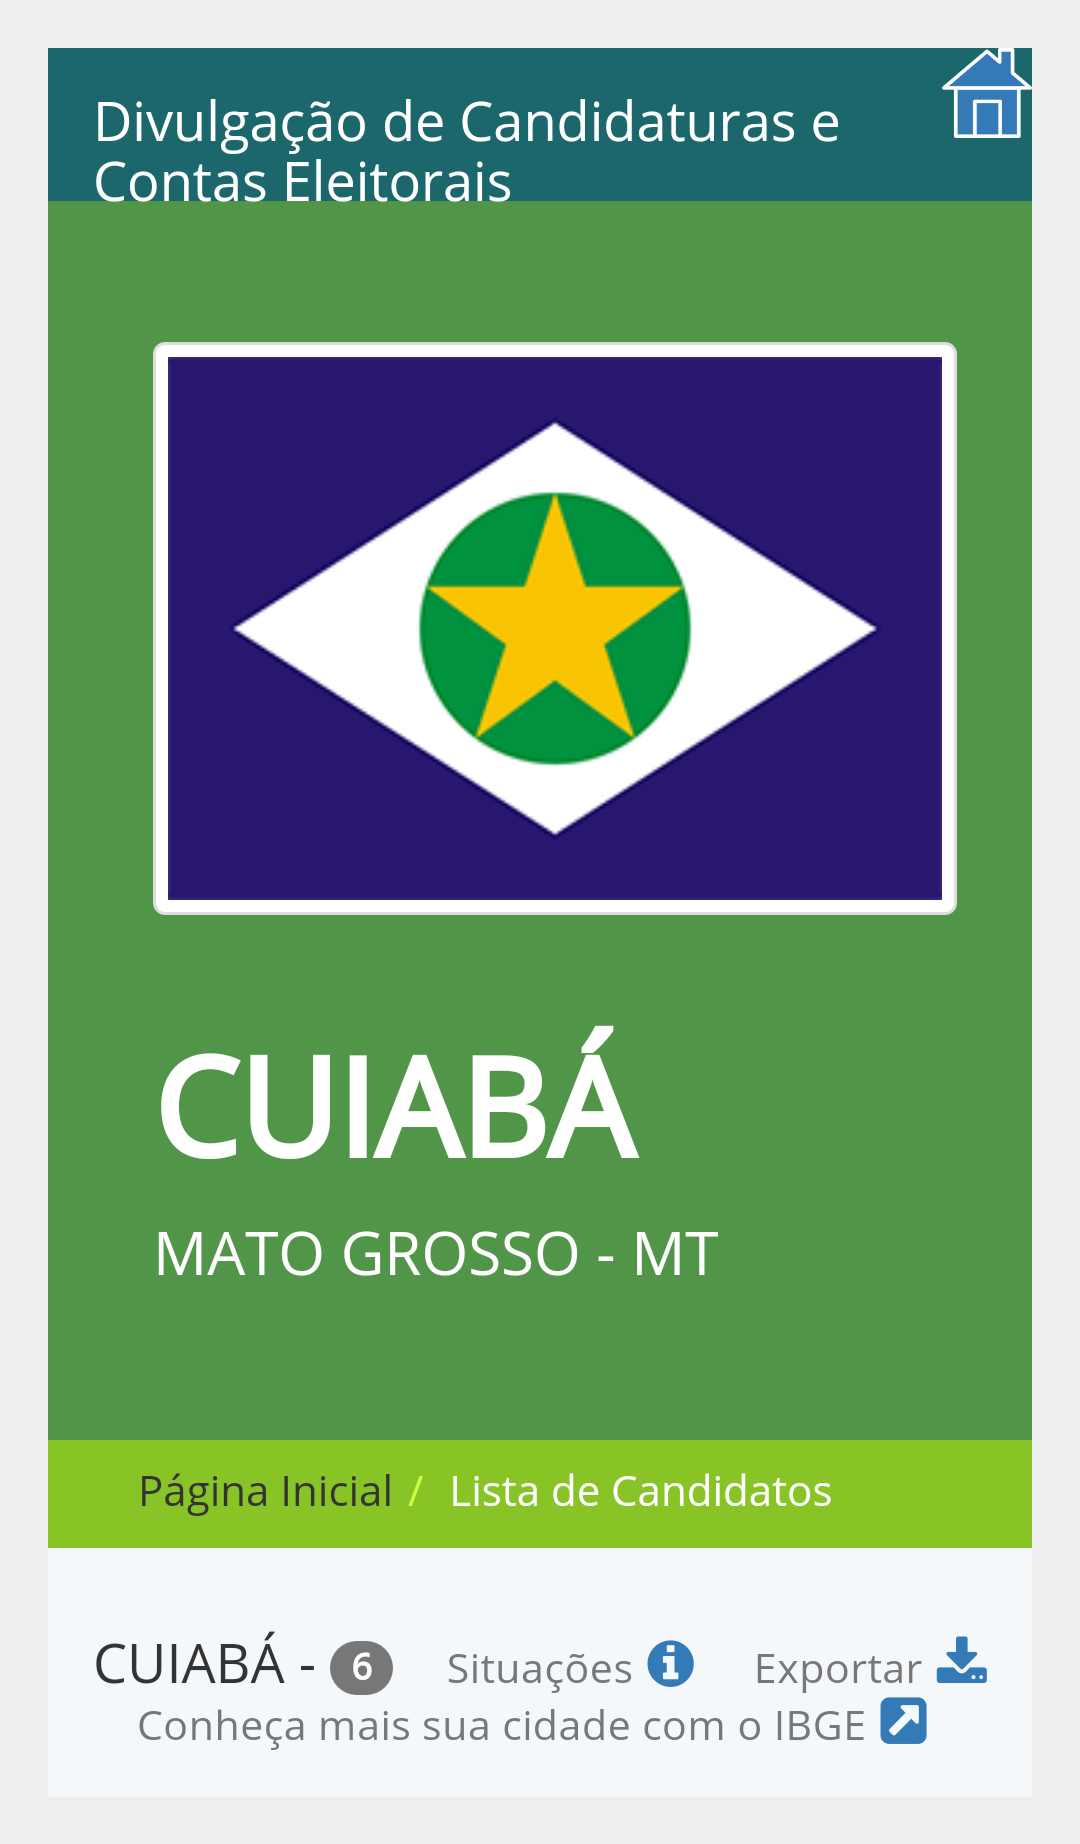 Divulgação de Candidaturas e
Contas Eleitorais
CUIABÁ
MATO GROSSO - MT
Página Inicial / Lista de Candidatos
CUIABÁ - 6 Situações Exportar
Conheça mais sua cidade com o IBGE